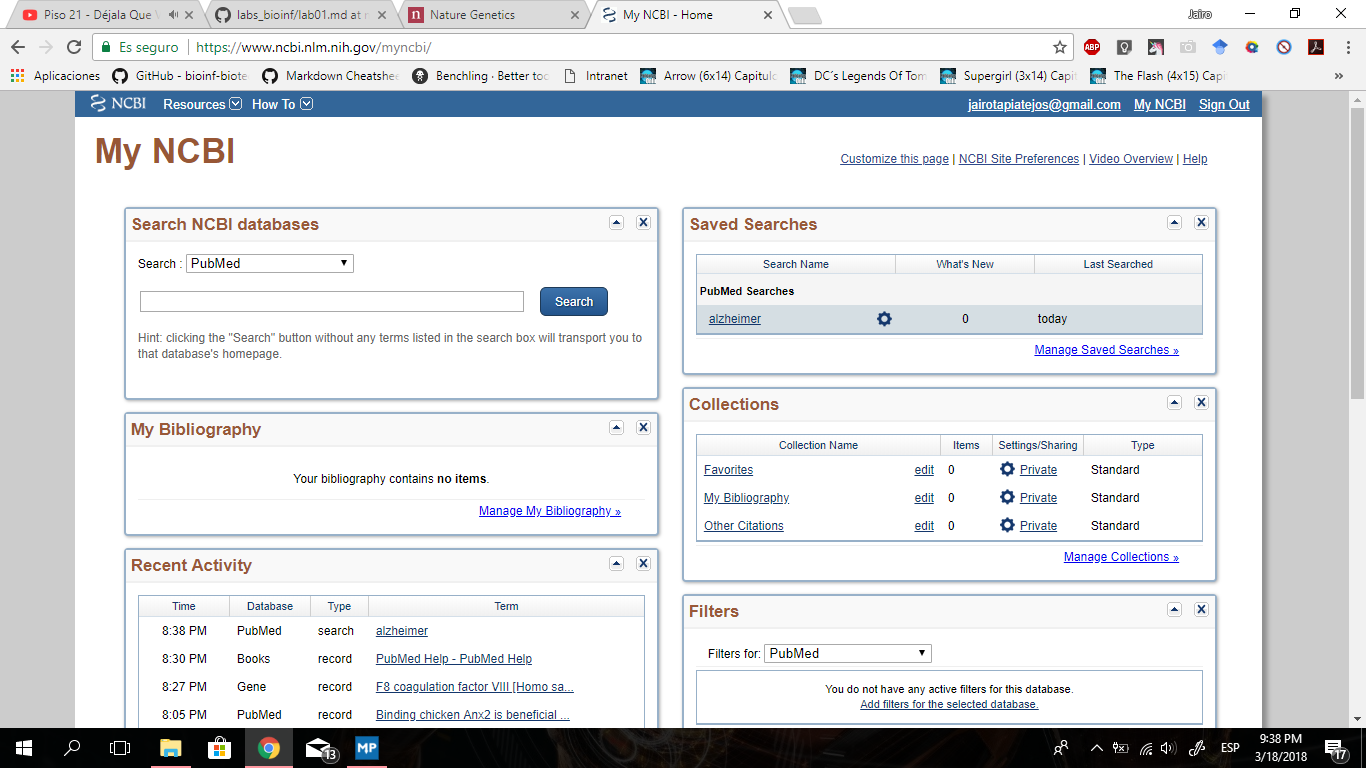 Piso 21 - Déjala Que V
labs_bioinf/lab01.md at m
Nature Genetics
My NCBI - Home
Jairo
Es seguro
https://www.ncbi.nlm.nih.gov/myncbi/
ABP
Aplicaciones
GitHub - bioinf-biote
Markdown Cheatshe
Benchling · Better to
Intranet
Arrow (6x14) Capitulo
DC´s Legends Of Tom
Supergirl (3x14) Capi
The Flash (4x15) Capi
»
NCBI Resources How To
jairotapiatejos@gmail.com My NCBI Sign Out
My NCBI
Customize this page | NCBI Site Preferences | Video Overview | Help
Search NCBI databases
Search : PubMed
Search
Hint: clicking the "Search" button without any terms listed in the search box will transport you to
that database's homepage.
My Bibliography
Your bibliography contains no items.
Manage My Bibliography »
Recent Activity
Time Database Type Term
8:38 PM PubMed search alzheimer
8:30 PM Books record PubMed Help - PubMed Help
8:27 PM Gene record F8 coagulation factor VIII [Homo sa...
8:05 PM PubMed record Binding chicken Anx2 is beneficial ...
Saved Searches
Search Name What's New Last Searched
PubMed Searches
alzheimer 0 today
Manage Saved Searches »
Collections
Collection Name Items Settings/Sharing Type
Favorites edit 0 Private Standard
My Bibliography edit 0 Private Standard
Other Citations edit 0 Private Standard
Manage Collections »
Filters
Filters for: PubMed
You do not have any active filters for this database.
Add filters for the selected database.
13
MP
ESP
9:38 PM
3/18/2018
17